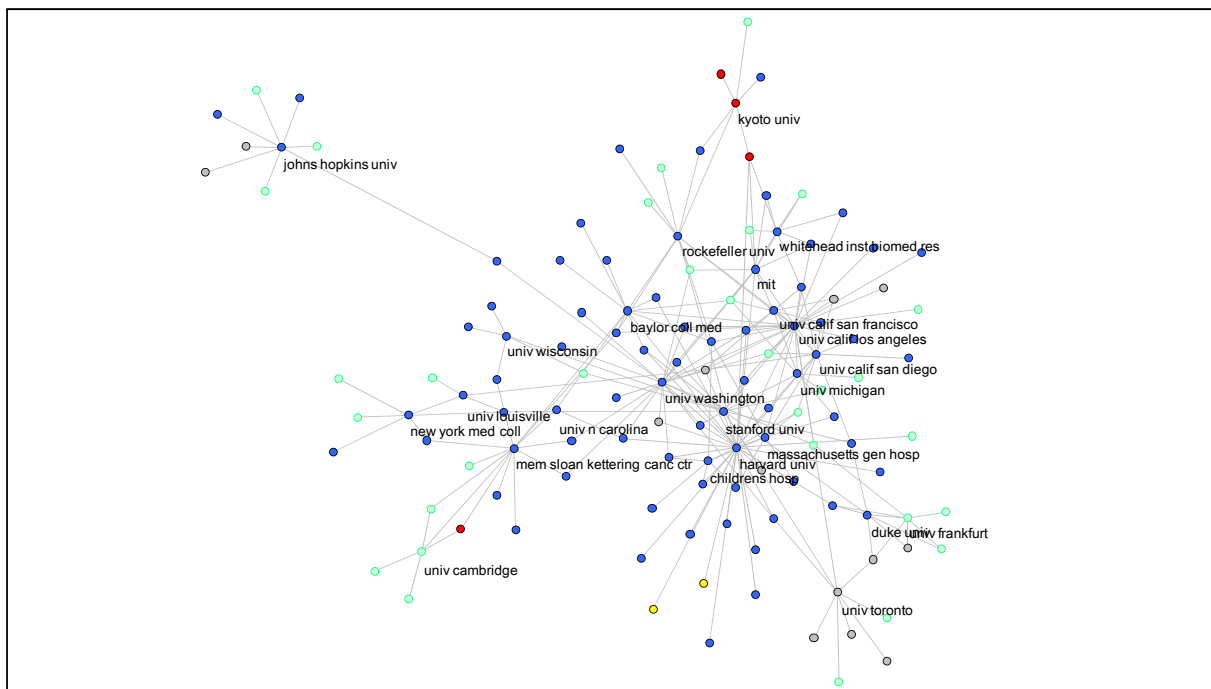 kyoto univ
johns hopkins univ
rockefeller univ
whitehead inst biomed res
mit
baylor coll med
univ calif san francisco
univ calif los angeles
univ wisconsin
univ calif san diego
univ michigan
univ washington
univ louisville
new york med coll
univ n carolina
stanford univ
massachusetts gen hosp
mem sloan kettering canc ctr
harvard univ
childrens hosp
duke univ
univ frankfurt
univ cambridge
univ toronto